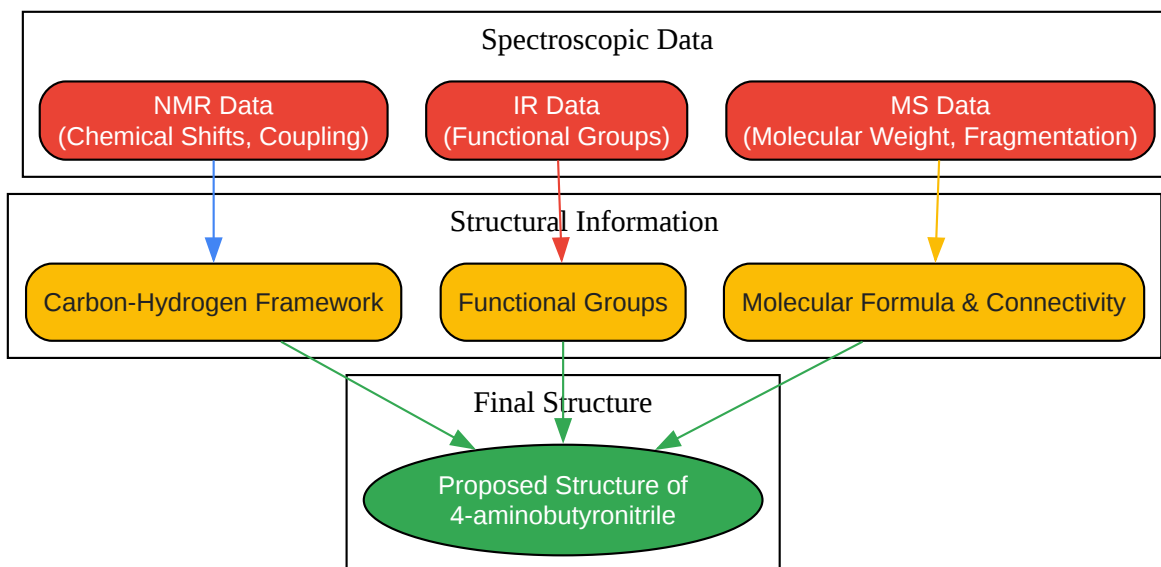 Spectroscopic Data
NMR Data
(Chemical Shifts, Coupling)
IR Data
(Functional Groups)
MS Data
(Molecular Weight, Fragmentation)
Structural Information
Carbon-Hydrogen Framework
Functional Groups
Molecular Formula & Connectivity
Final Structure
Proposed Structure of
4-aminobutyronitrile